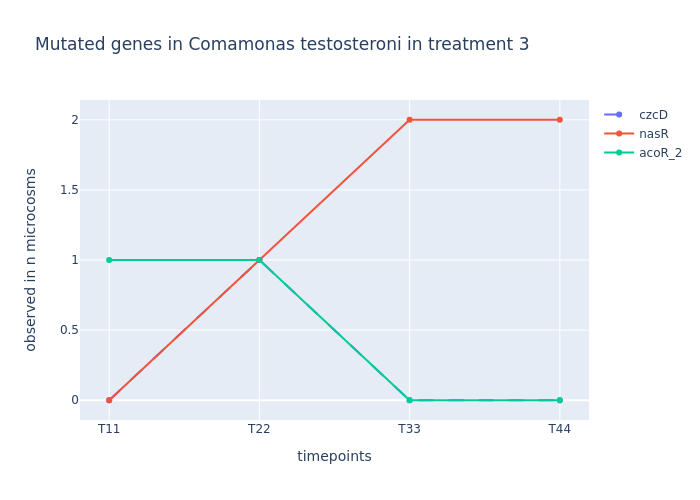 Mutated genes in Comamonas testosteroni in treatment 3
observed in n microcosms
2
1.5
1
0.5
0
T11
T22
T33
T44
timepoints
czcD
nasR
acoR_2